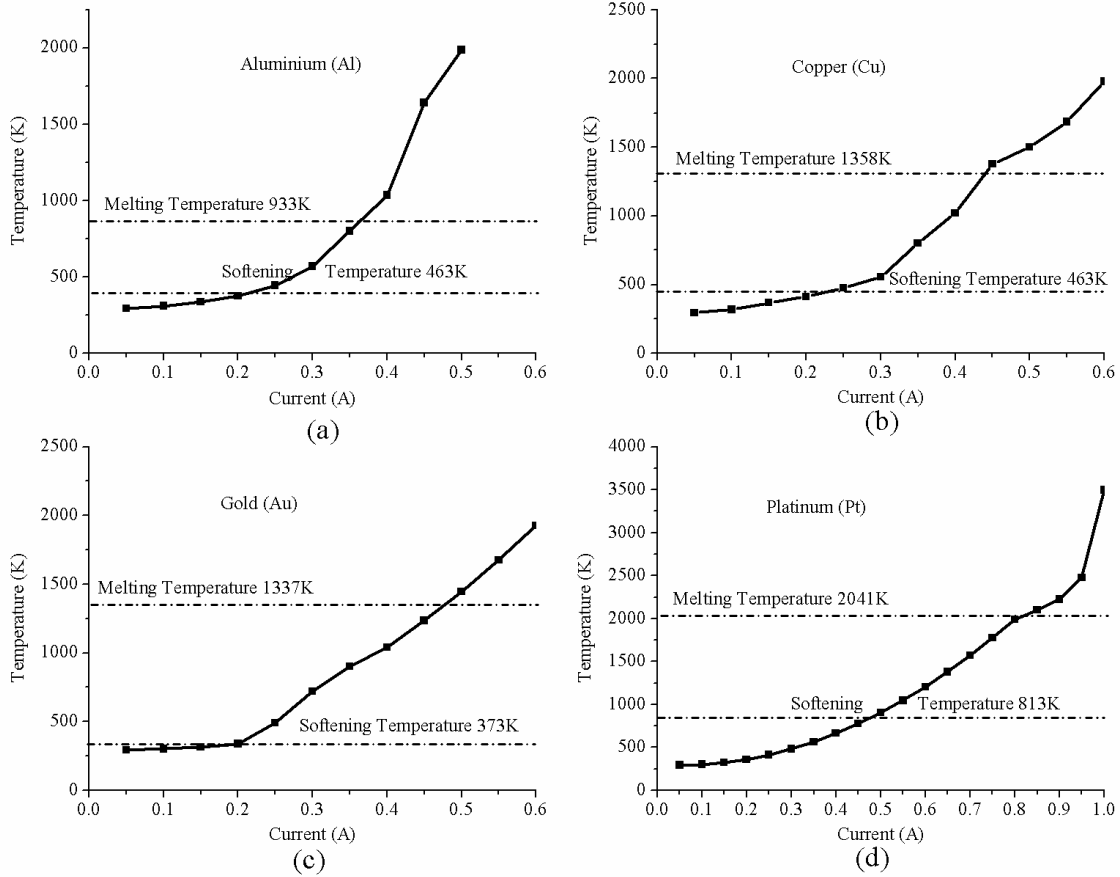 Aluminium (Al)
Melting Temperature 933K
Softening Temperature 463K
Temperature (K)
2000
1500
1000
500
0
0.0 0.1 0.2 0.3 0.4 0.5 0.6
Current (A)
(a)
Copper (Cu)
Melting Temperature 1358K
Softening Temperature 463K
Temperature (K)
2500
2000
1500
1000
500
0
0.0 0.1 0.2 0.3 0.4 0.5 0.6
Current (A)
(b)
Gold (Au)
Melting Temperature 1337K
Softening Temperature 373K
Temperature (K)
2500
2000
1500
1000
500
0
0.0 0.1 0.2 0.3 0.4 0.5 0.6
Current (A)
(c)
Platinum (Pt)
Melting Temperature 2041K
Softening Temperature 813K
Temperature (K)
4000
3500
3000
2500
2000
1500
1000
500
0
0.0 0.1 0.2 0.3 0.4 0.5 0.6 0.7 0.8 0.9 1.0
Current (A)
(d)